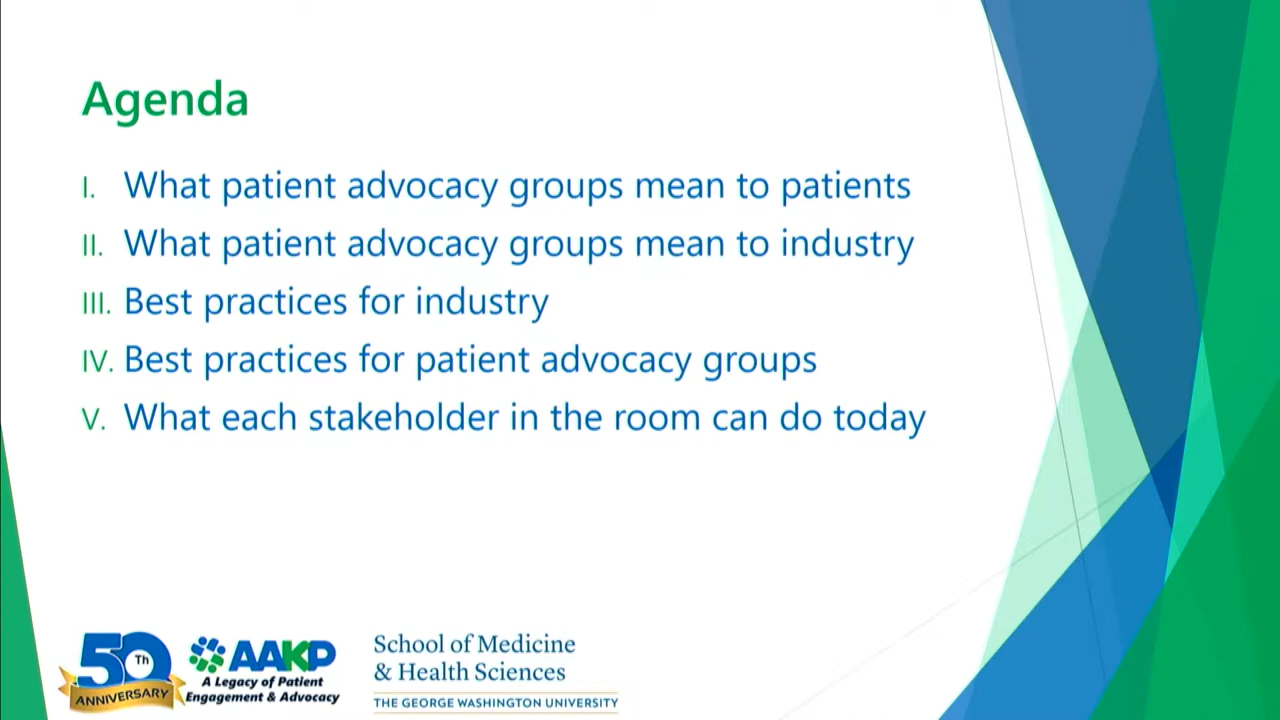 Agenda
I. What patient advocacy groups mean to patients
II. What patient advocacy groups mean to industry
III. Best practices for industry
IV. Best practices for patient advocacy groups
V. What each stakeholder in the room can do today
50Th
ANNIVERSARY
AAKP
A Legacy of Patient
Engagement & Advocacy
School of Medicine
& Health Sciences
THE GEORGE WASHINGTON UNIVERSITY